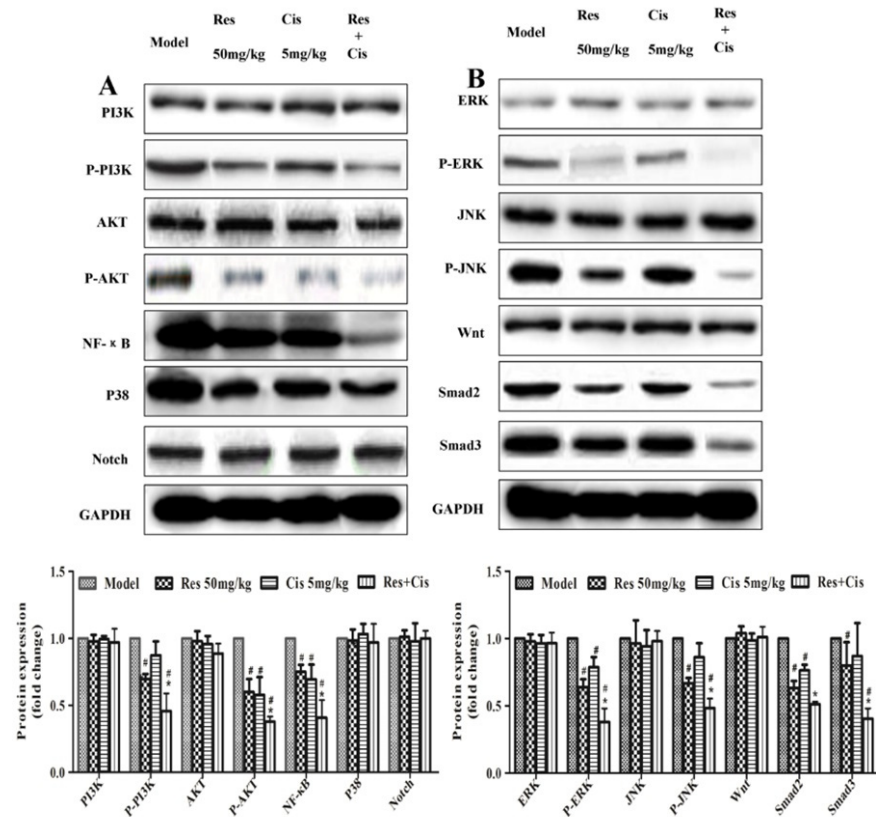 Model Res 50mg/kg Cis 5mg/kg Res + Cis
A
PI3K
P-PI3K
AKT
P-AKT
NF-κB
P38
Notch
GAPDH
Model Res 50mg/kg Cis 5mg/kg Res + Cis
B
ERK
P-ERK
JNK
P-JNK
Wnt
Smad2
Smad3
GAPDH
Model Res 50mg/kg Cis 5mg/kg Res+Cis
Protein expression
(fold change)
1.5
1.0
0.5
0.0
# # * # # # * # # # * #
PI3K P-PI3K AKT P-AKT NF-κB P38 Notch
Model Res 50mg/kg Cis 5mg/kg Res+Cis
Protein expression
(fold change)
1.5
1.0
0.5
0.0
# # * # # * # # # * # * #
ERK P-ERK JNK P-JNK Wnt Smad2 Smad3